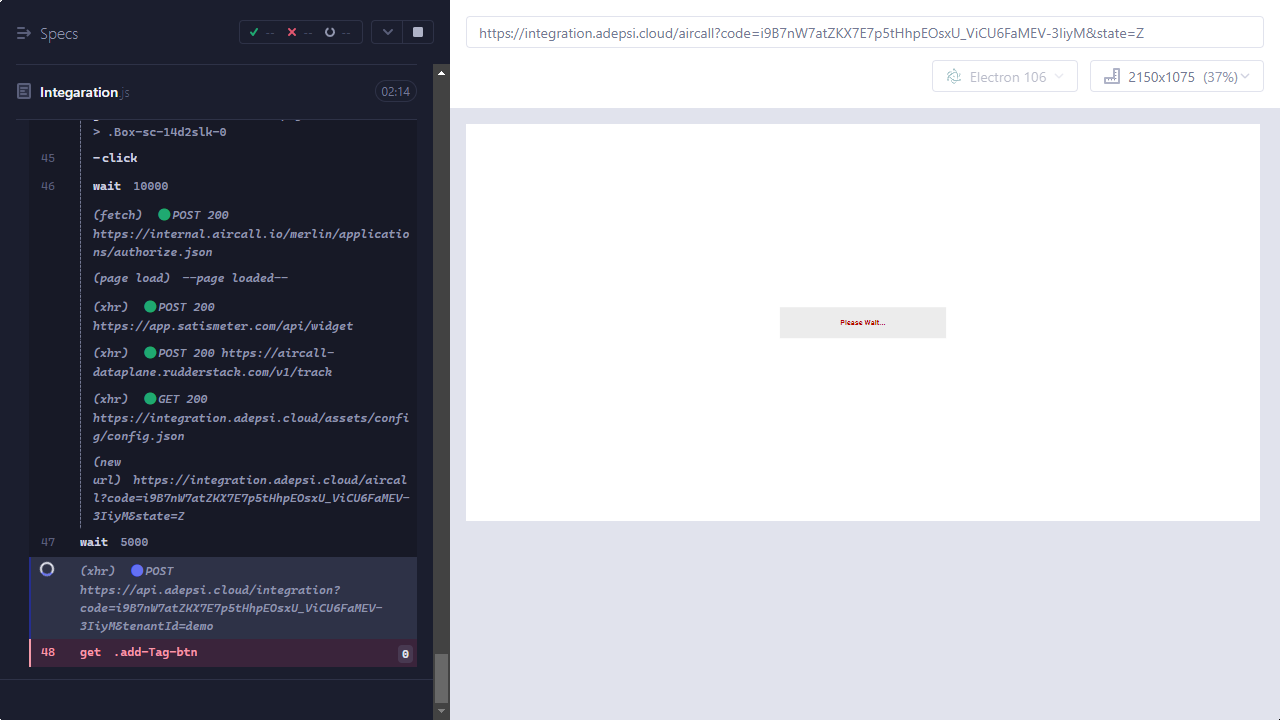 Specs
--
--
--
https://integration.adepsi.cloud/aircall?code=i9B7nW7atZKX7E7p5tHhpEOsxU_ViCU6FaMEV-3IiyM&state=Z
Electron 106
2150x1075 (37%)
Integaration.js
02:14
> .Box-sc-14d2slk-0
45 -click
46 wait 10000
(fetch) POST 200
https://internal.aircall.io/merlin/applicatio
ns/authorize.json
(page load) --page loaded--
(xhr) POST 200
https://app.satismeter.com/api/widget
(xhr) POST 200 https://aircall-
dataplane.rudderstack.com/v1/track
(xhr) GET 200
https://integration.adepsi.cloud/assets/confi
g/config.json
(new
url) https://integration.adepsi.cloud/aircal
l?code=i9B7nW7atZKX7E7p5tHhpEOsxU_ViCU6FaMEV-
3IiyM&state=Z
47 wait 5000
(xhr) POST
https://api.adepsi.cloud/integration?
code=i9B7nW7atZKX7E7p5tHhpEOsxU_ViCU6FaMEV-
3IiyM&tenantId=demo
48 get .add-Tag-btn 0
Please Wait...